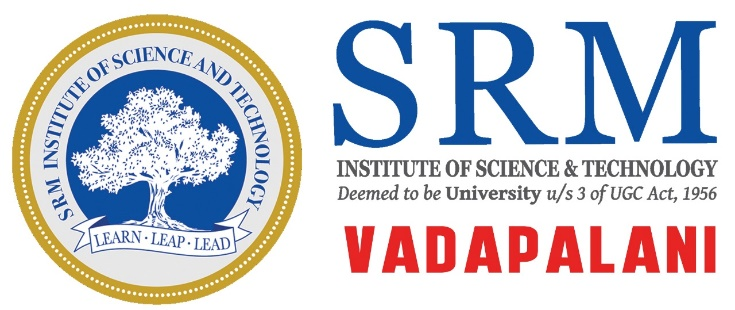 SRM INSTITUTE OF SCIENCE AND TECHNOLOGY
LEARN · LEAP · LEAD
SRM
INSTITUTE OF SCIENCE & TECHNOLOGY
Deemed to be University u/s 3 of UGC Act, 1956
VADAPALANI